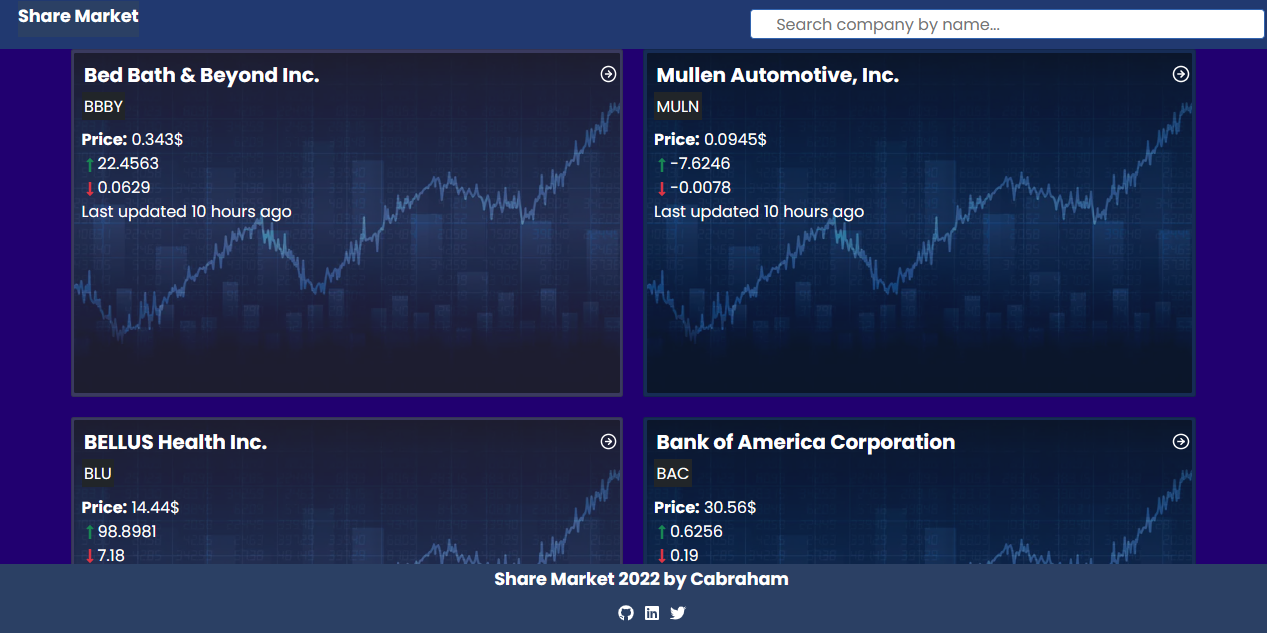 Share Market
Search company by name...
Bed Bath & Beyond Inc.
BBBY
Price: 0.343$
↑22.4563
↓0.0629
Last updated 10 hours ago
Mullen Automotive, Inc.
MULN
Price: 0.0945$
↑-7.6246
↓-0.0078
Last updated 10 hours ago
BELLUS Health Inc.
BLU
Price: 14.44$
↑98.8981
↓7.18
Bank of America Corporation
BAC
Price: 30.56$
↑0.6256
↓0.19
Share Market 2022 by Cabraham